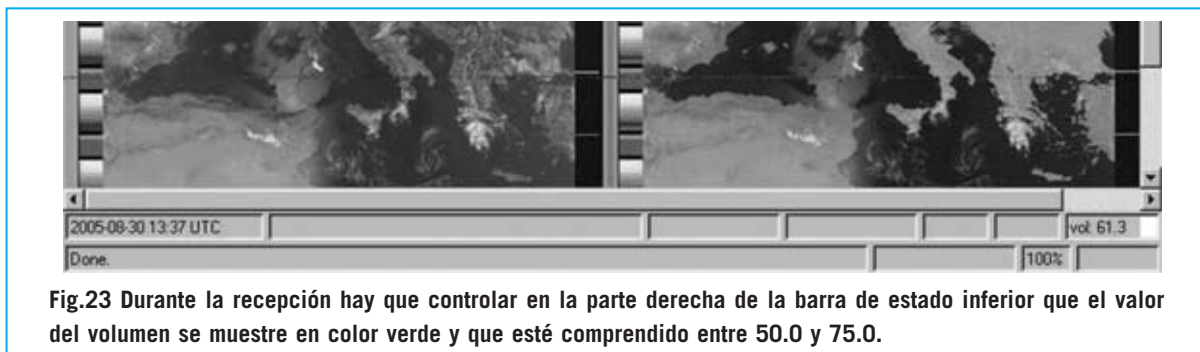 2005-08-30 13:37 UTC
vol: 61.3
Done.
100%
Fig.23 Durante la recepción hay que controlar en la parte derecha de la barra de estado inferior que el valor
del volumen se muestre en color verde y que esté comprendido entre 50.0 y 75.0.